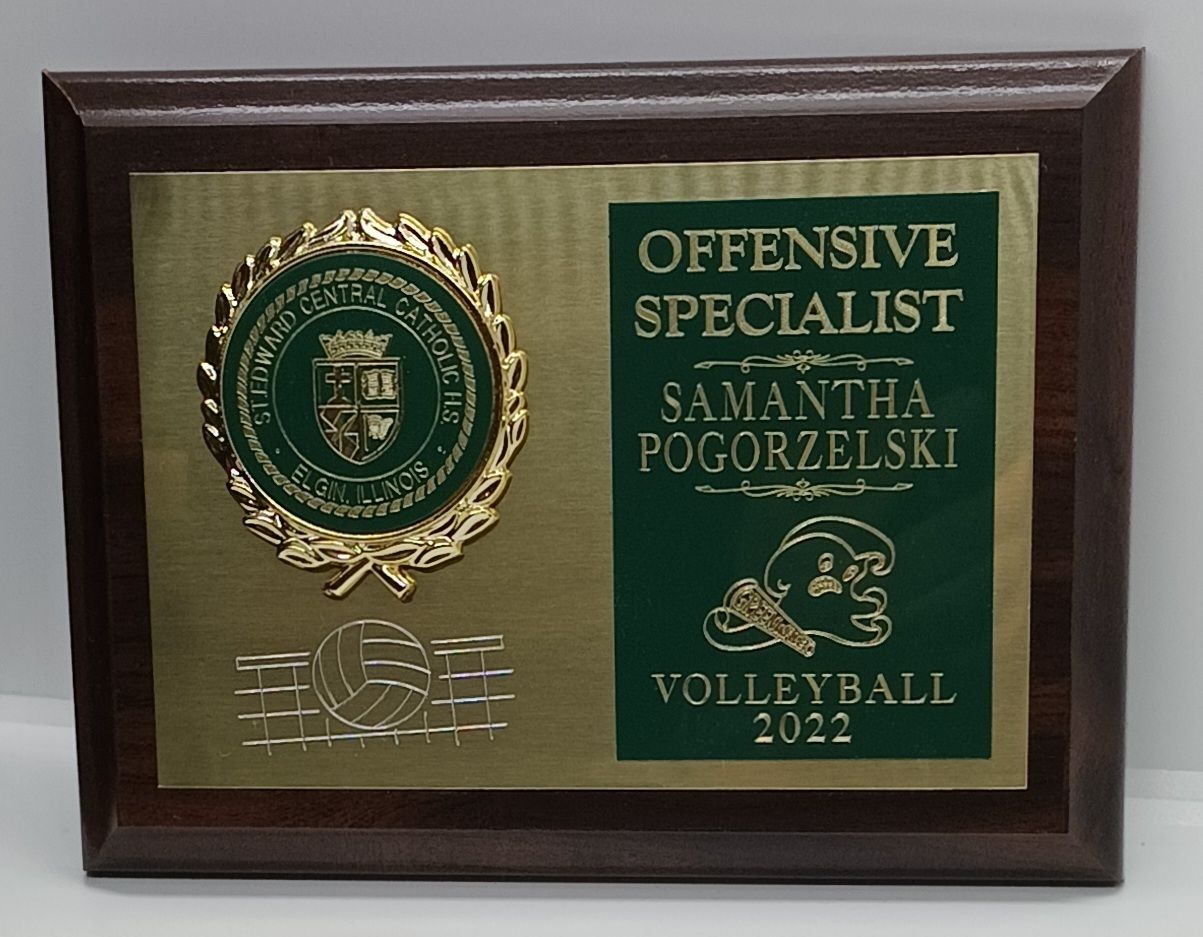 ST. EDWARD CENTRAL CATHOLIC H.S.
ELGIN, ILLINOIS
OFFENSIVE
SPECIALIST
SAMANTHA
POGORZELSKI
VOLLEYBALL
2022